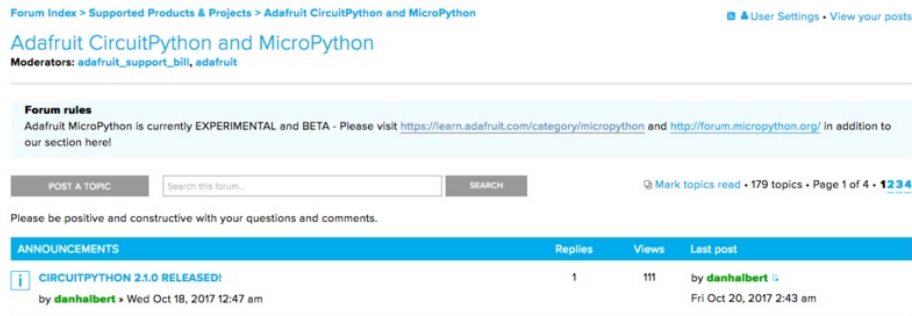 Forum Index > Supported Products & Projects > Adafruit CircuitPython and MicroPython
User Settings • View your posts
Adafruit CircuitPython and MicroPython
Moderators: adafruit_support_bill, adafruit
Forum rules
Adafruit MicroPython is currently EXPERIMENTAL and BETA - Please visit https://learn.adafruit.com/category/micropython and http://forum.micropython.org/ in addition to
our section here!
POST A TOPIC
Search this forum...
SEARCH
Mark topics read • 179 topics • Page 1 of 4 • 1234
Please be positive and constructive with your questions and comments.
ANNOUNCEMENTS Replies Views Last post
i CIRCUITPYTHON 2.1.0 RELEASED! 1 111 by danhalbert
by danhalbert » Wed Oct 18, 2017 12:47 am Fri Oct 20, 2017 2:43 am